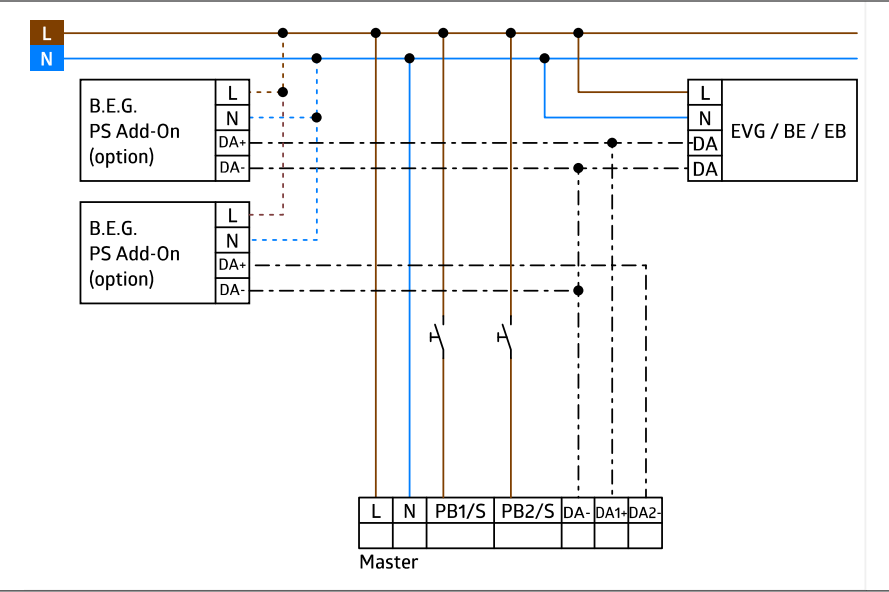 L
N
B.E.G.
PS Add-On
(option)
L
N
DA+
DA-
L
N
DA
DA
EVG / BE / EB
B.E.G.
PS Add-On
(option)
L
N
DA+
DA-
L N PB1/S PB2/S DA- DA1+ DA2-
Master